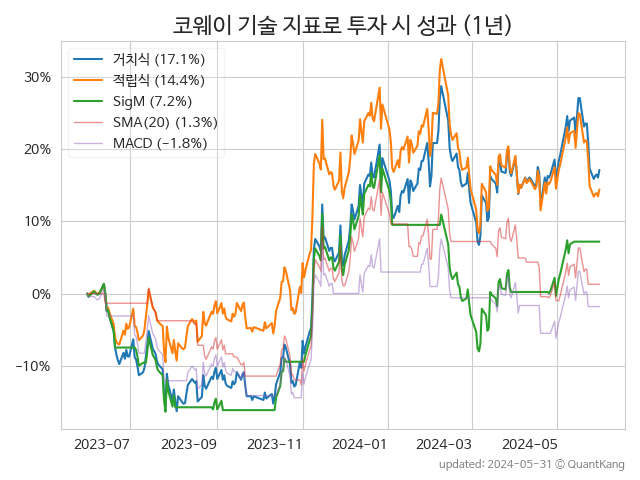 코웨이 기술 지표로 투자 시 성과 (1년)
거치식 (17.1%)
적립식 (14.4%)
SigM (7.2%)
SMA(20) (1.3%)
MACD (−1.8%)
30%
20%
10%
0%
−10%
2023-07 2023-09 2023-11 2024-01 2024-03 2024-05
updated: 2024-05-31 ⓒ QuantKang